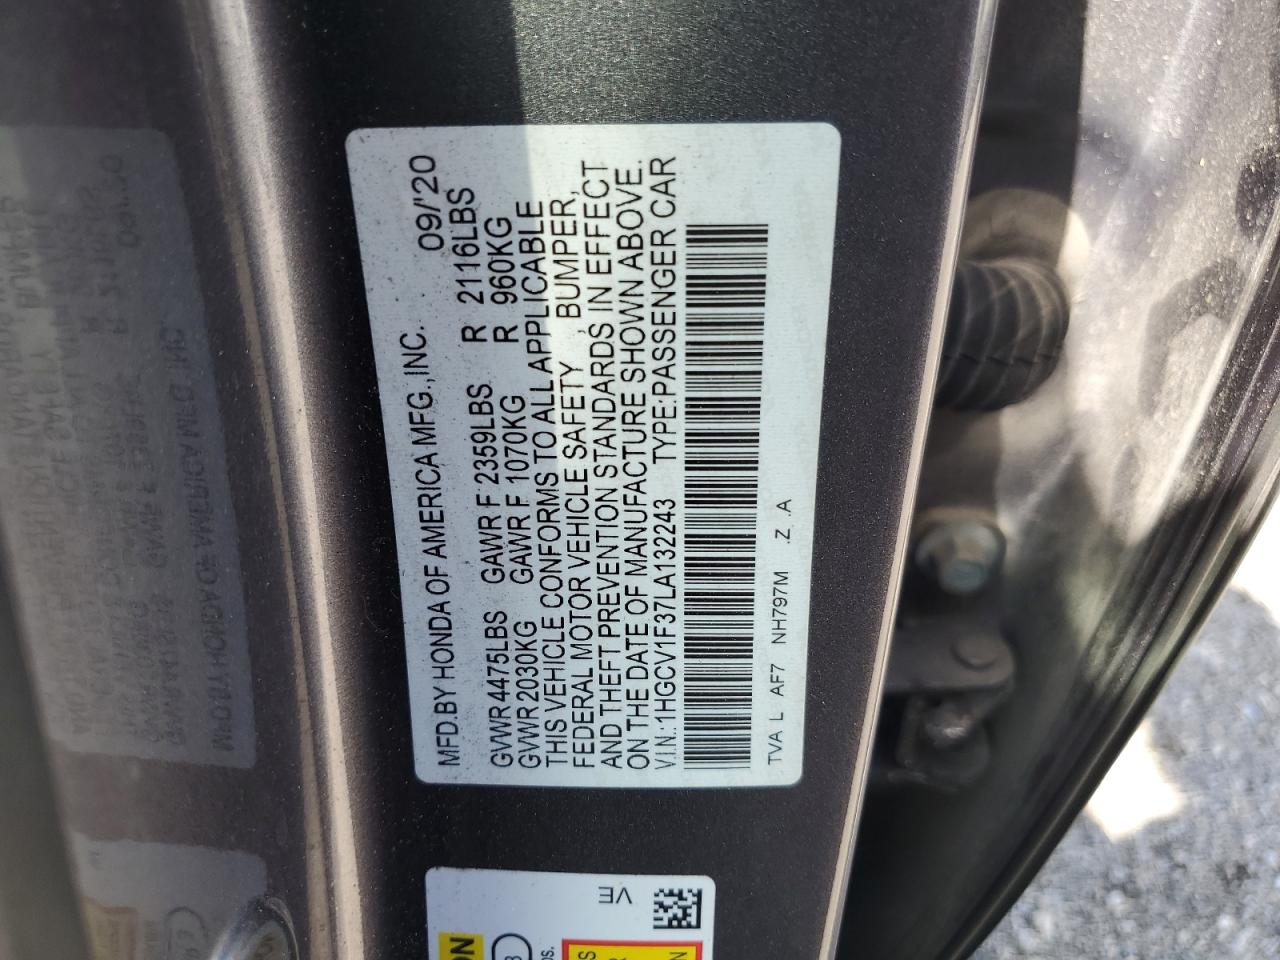 MFD.BY HONDA OF AMERICA MFG.,INC. 09/'20
GVWR 4475LBS GAWR F 2359LBS R 2116LBS
GVWR 2030KG GAWR F 1070KG R 960KG
THIS VEHICLE CONFORMS TO ALL APPLICABLE
FEDERAL MOTOR VEHICLE SAFETY, BUMPER,
AND THEFT PREVENTION STANDARDS IN EFFECT
ON THE DATE OF MANUFACTURE SHOWN ABOVE.
V.I.N.:1HGCV1F37LA132243 TYPE:PASSENGER CAR
TVA L AF7 NH797M .Z .A
VE